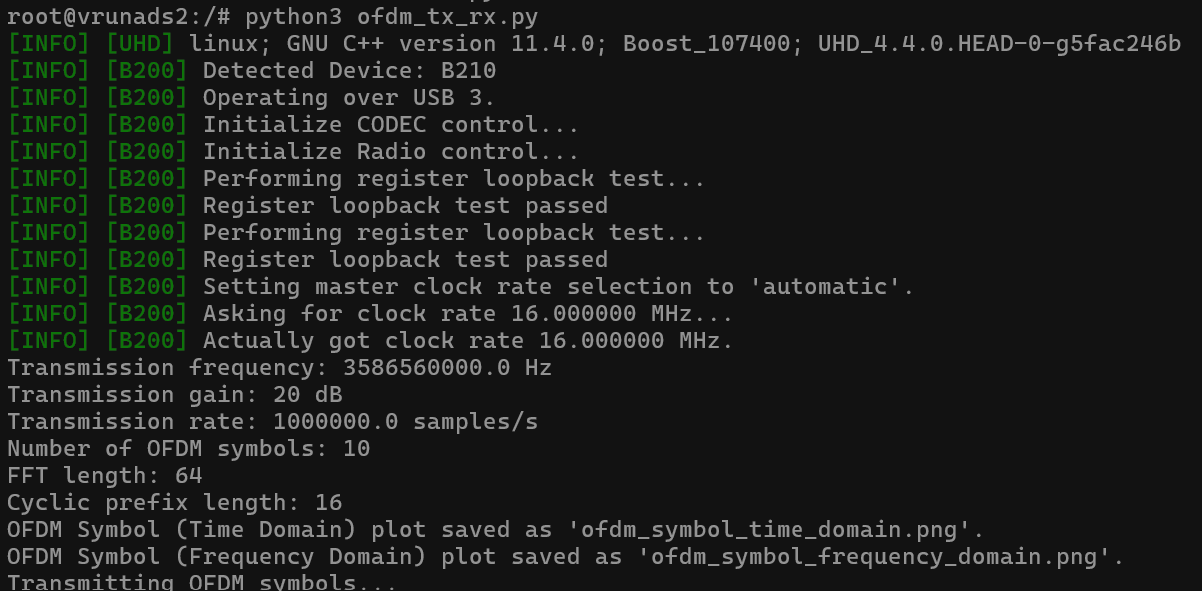 root@vrunads2:/# python3 ofdm_tx_rx.py
[INFO] [UHD] linux; GNU C++ version 11.4.0; Boost_107400; UHD_4.4.0.HEAD-0-g5fac246b
[INFO] [B200] Detected Device: B210
[INFO] [B200] Operating over USB 3.
[INFO] [B200] Initialize CODEC control...
[INFO] [B200] Initialize Radio control...
[INFO] [B200] Performing register loopback test...
[INFO] [B200] Register loopback test passed
[INFO] [B200] Performing register loopback test...
[INFO] [B200] Register loopback test passed
[INFO] [B200] Setting master clock rate selection to 'automatic'.
[INFO] [B200] Asking for clock rate 16.000000 MHz...
[INFO] [B200] Actually got clock rate 16.000000 MHz.
Transmission frequency: 3586560000.0 Hz
Transmission gain: 20 dB
Transmission rate: 1000000.0 samples/s
Number of OFDM symbols: 10
FFT length: 64
Cyclic prefix length: 16
OFDM Symbol (Time Domain) plot saved as 'ofdm_symbol_time_domain.png'.
OFDM Symbol (Frequency Domain) plot saved as 'ofdm_symbol_frequency_domain.png'.
Transmitting OFDM symbols...